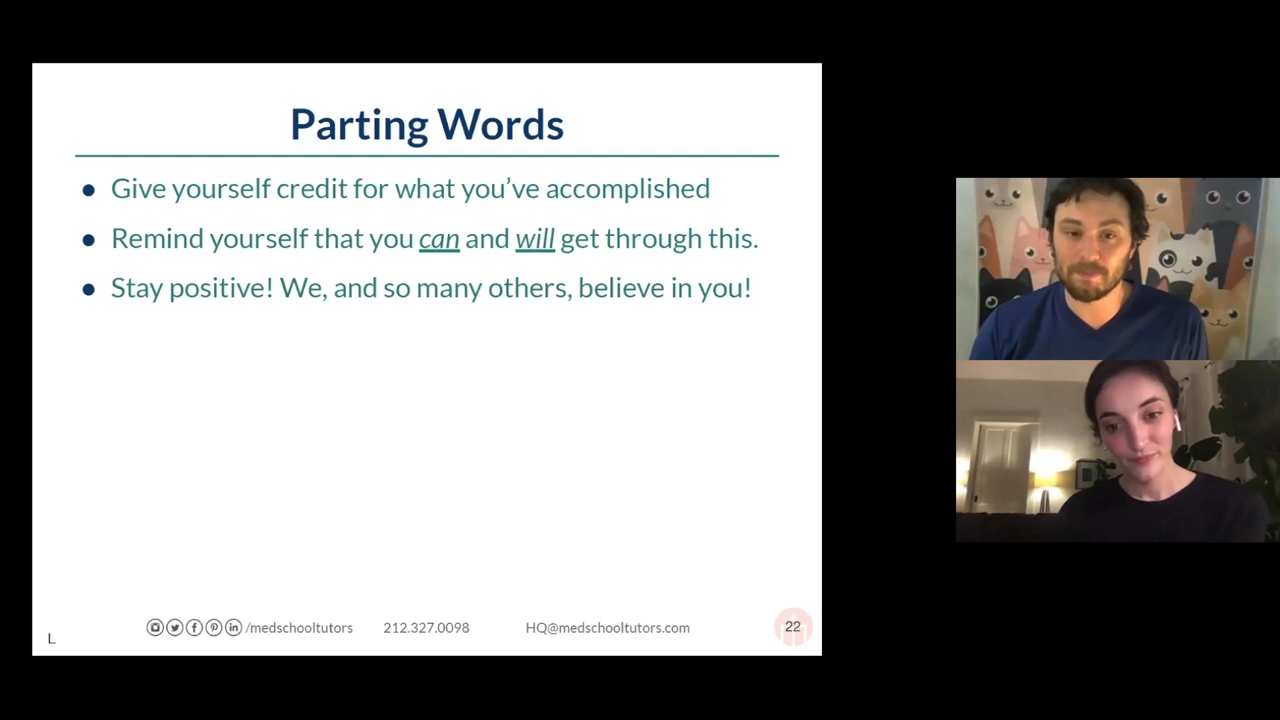 Parting Words
● Give yourself credit for what you’ve accomplished
● Remind yourself that you can and will get through this.
● Stay positive! We, and so many others, believe in you!
L
/medschooltutors 212.327.0098 HQ@medschooltutors.com 22